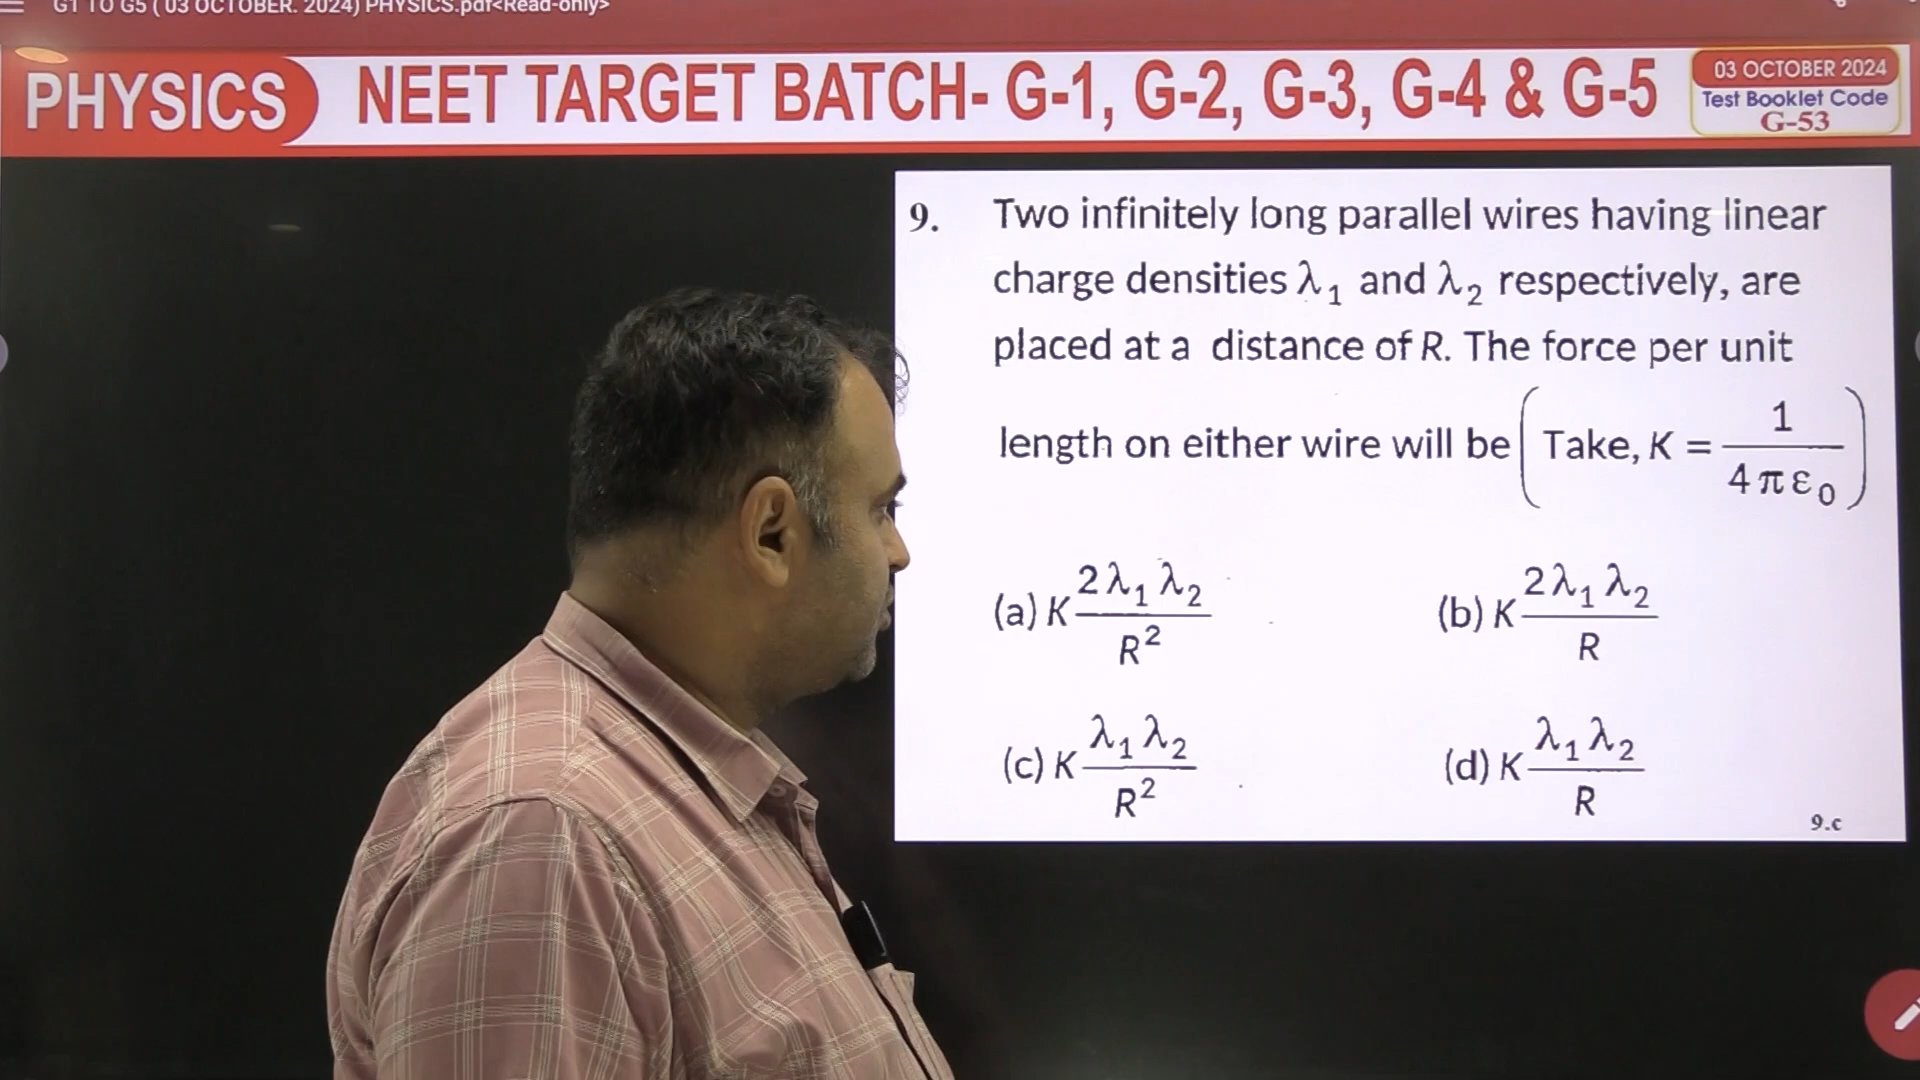 G1 TO G5 ( 03 OCTOBER. 2024) PHYSICS.pdf<Read-only>
PHYSICS
NEET TARGET BATCH- G-1, G-2, G-3, G-4 & G-5
03 OCTOBER 2024
Test Booklet Code
G-53
9. Two infinitely long parallel wires having linear
charge densities λ₁ and λ₂ respectively, are
placed at a distance of R. The force per unit
length on either wire will be (Take, K = 1/4πε₀)
(a) K 2λ₁λ₂/R² (b) K 2λ₁λ₂/R
(c) K λ₁λ₂/R² (d) K λ₁λ₂/R
9.c